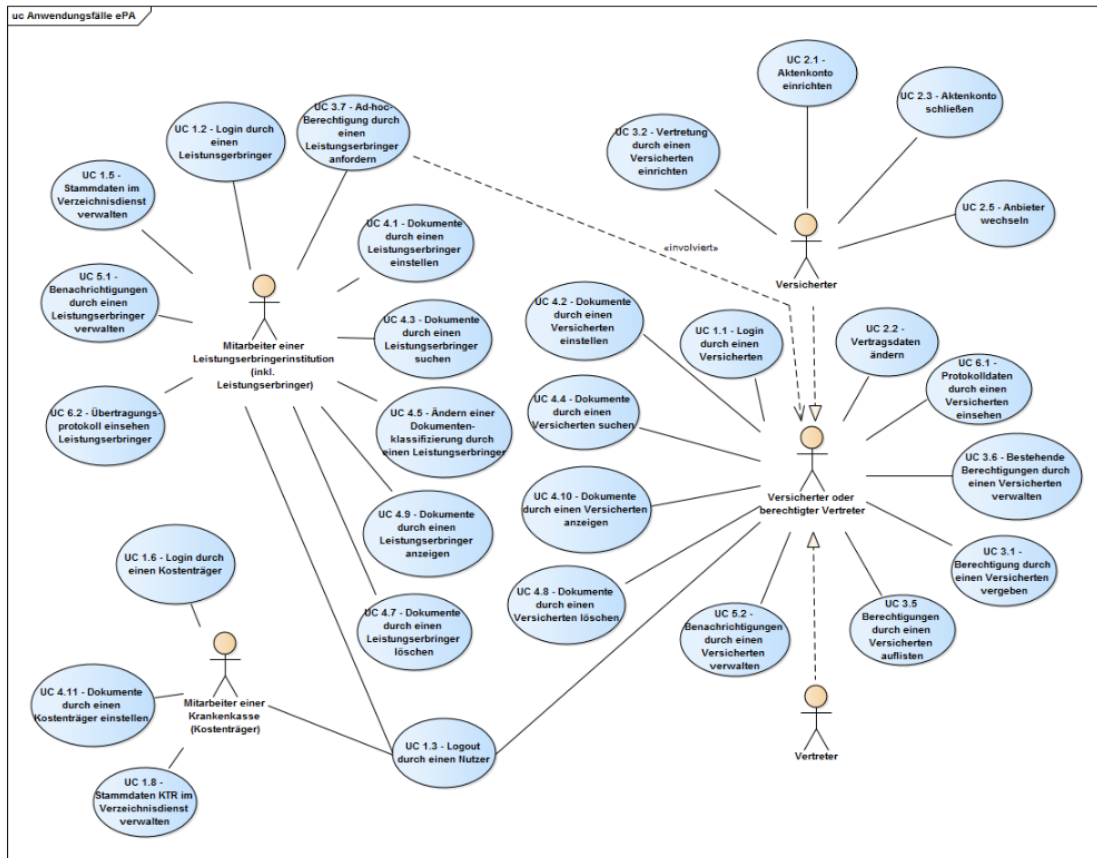 uc Anwendungsfälle ePA
UC 2.1 -
Aktenkonto
einrichten
UC 2.3 - Aktenkonto
schließen
UC 3.7 - Ad-hoc-
Berechtigung durch
einen
Leistungserbringer
anfordern
UC 1.2 - Login durch
einen
Leistunsgerbringer
UC 3.2 - Vertretung
durch einen
Versicherten
einrichten
UC 1.5 -
Stammdaten im
Verzeichnisdienst
verwalten
UC 2.5 - Anbieter
wechseln
UC 4.1 - Dokumente
durch einen
Leistungserbringer
einstellen
«involviert»
Versicherter
UC 5.1 -
Benachrichtigungen
durch einen
Leistungserbringer
verwalten
UC 4.2 - Dokumente
durch einen
Versicherten
einstellen
UC 1.1 - Login
durch einen
Versicherten
UC 2.2 -
Vertragsdaten
ändern
UC 4.3 - Dokumente
durch einen
Leistungserbringer
suchen
Mitarbeiter einer
Leistungserbringerinstitution
(inkl.
Leistungserbringer)
UC 6.1 -
Protokolldaten
durch einen
Versicherten
einsehen
UC 6.2 - Übertragungs-
protokoll einsehen
Leistungserbringer
UC 4.5 - Ändern einer
Dokumenten-
klassifizierung durch
einen Leistungserbringer
UC 4.4 - Dokumente
durch einen
Versicherten suchen
UC 3.6 - Bestehende
Berechtigungen durch
einen Versicherten
verwalten
UC 4.10 - Dokumente
durch einen Versicherten
anzeigen
Versicherter oder
berechtigter Vertreter
UC 4.9 - Dokumente
durch einen
Leistungserbringer
anzeigen
UC 1.6 - Login durch
einen Kostenträger
UC 3.1 -
Berechtigung durch
einen Versicherten
vergeben
UC 4.8 - Dokumente
durch einen
Versicherten löschen
UC 4.7 - Dokumente
durch einen
Leistungserbringer
löschen
UC 5.2 -
Benachrichtigungen
durch einen
Versicherten
verwalten
UC 3.5
Berechtigungen
durch einen
Versicherten
auflisten
UC 4.11 - Dokumente
durch einen
Kostenträger einstellen
Mitarbeiter einer
Krankenkasse
(Kostenträger)
UC 1.3 - Logout
durch einen Nutzer
Vertreter
UC 1.8 -
Stammdaten KTR im
Verzeichnisdienst
verwalten